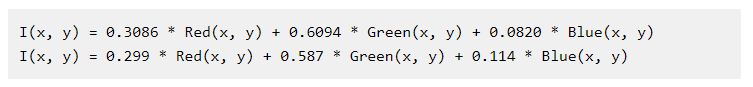 I(x, y) = 0.3086 * Red(x, y) + 0.6094 * Green(x, y) + 0.0820 * Blue(x, y)
I(x, y) = 0.299 * Red(x, y) + 0.587 * Green(x, y) + 0.114 * Blue(x, y)